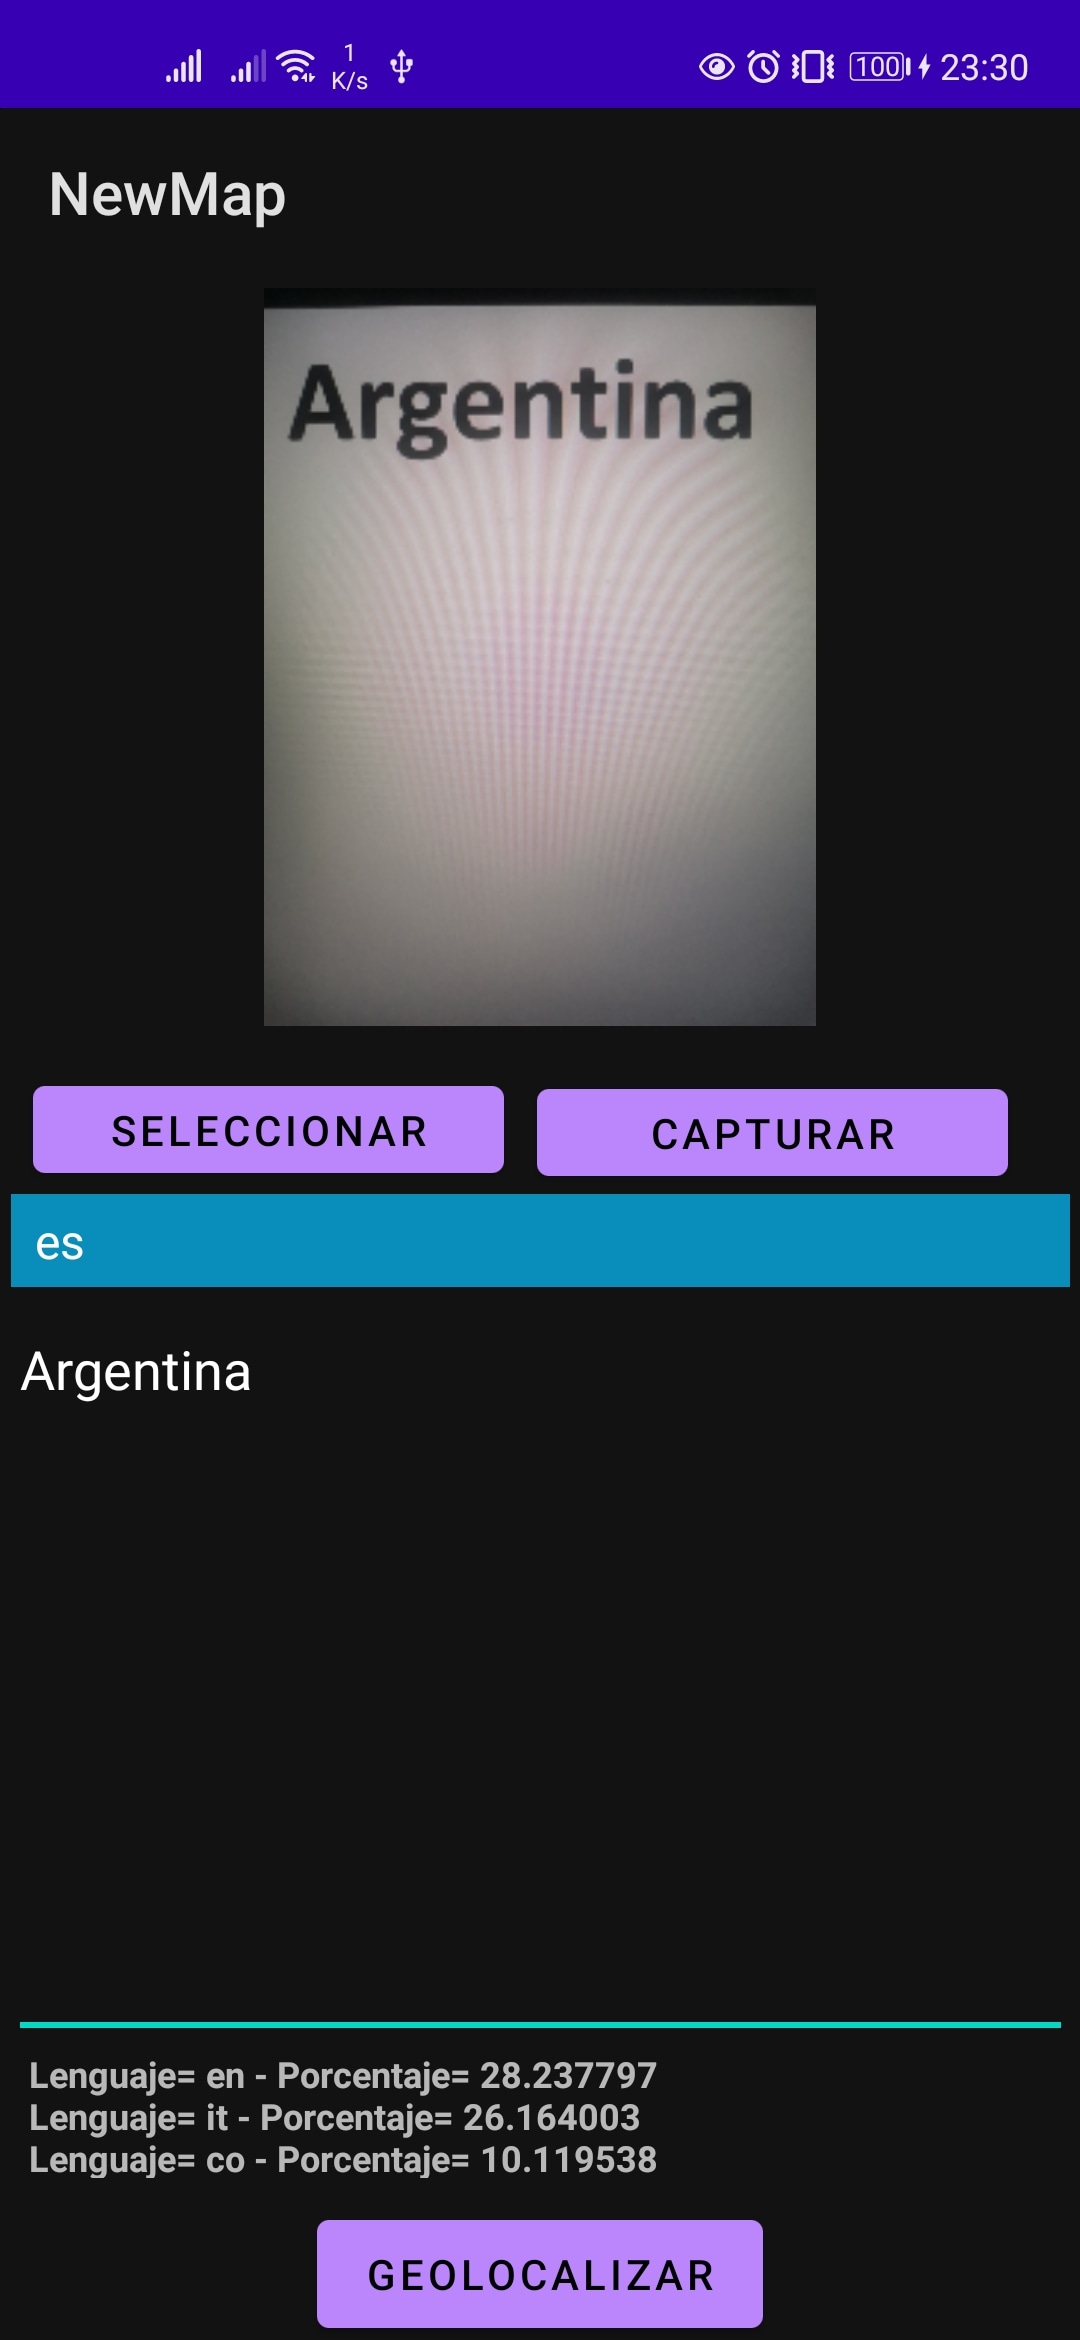 1
K/s
100
23:30
NewMap
Argentina
SELECCIONAR
CAPTURAR
es
Argentina
Lenguaje= en - Porcentaje= 28.237797
Lenguaje= it - Porcentaje= 26.164003
Lenguaje= co - Porcentaje= 10.119538
GEOLOCALIZAR